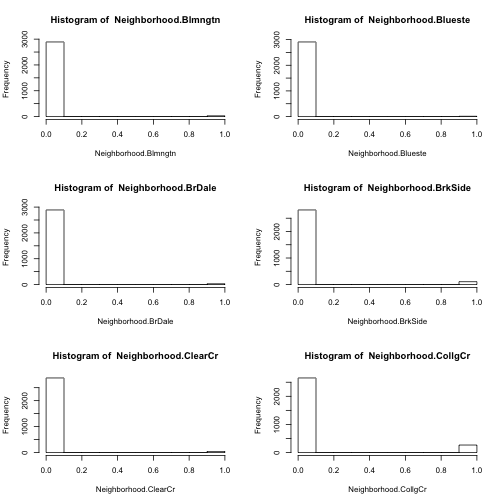 Histogram of  Neighborhood.Blmngtn
Frequency
0 1000 3000
0.0 0.2 0.4 0.6 0.8 1.0
Neighborhood.Blmngtn
Histogram of  Neighborhood.Blueste
Frequency
0 1000 3000
0.0 0.2 0.4 0.6 0.8 1.0
Neighborhood.Blueste
Histogram of  Neighborhood.BrDale
Frequency
0 1000 3000
0.0 0.2 0.4 0.6 0.8 1.0
Neighborhood.BrDale
Histogram of  Neighborhood.BrkSide
Frequency
0 1000 2000
0.0 0.2 0.4 0.6 0.8 1.0
Neighborhood.BrkSide
Histogram of  Neighborhood.ClearCr
Frequency
0 1000 2000
0.0 0.2 0.4 0.6 0.8 1.0
Neighborhood.ClearCr
Histogram of  Neighborhood.CollgCr
Frequency
0 1000 2000
0.0 0.2 0.4 0.6 0.8 1.0
Neighborhood.CollgCr